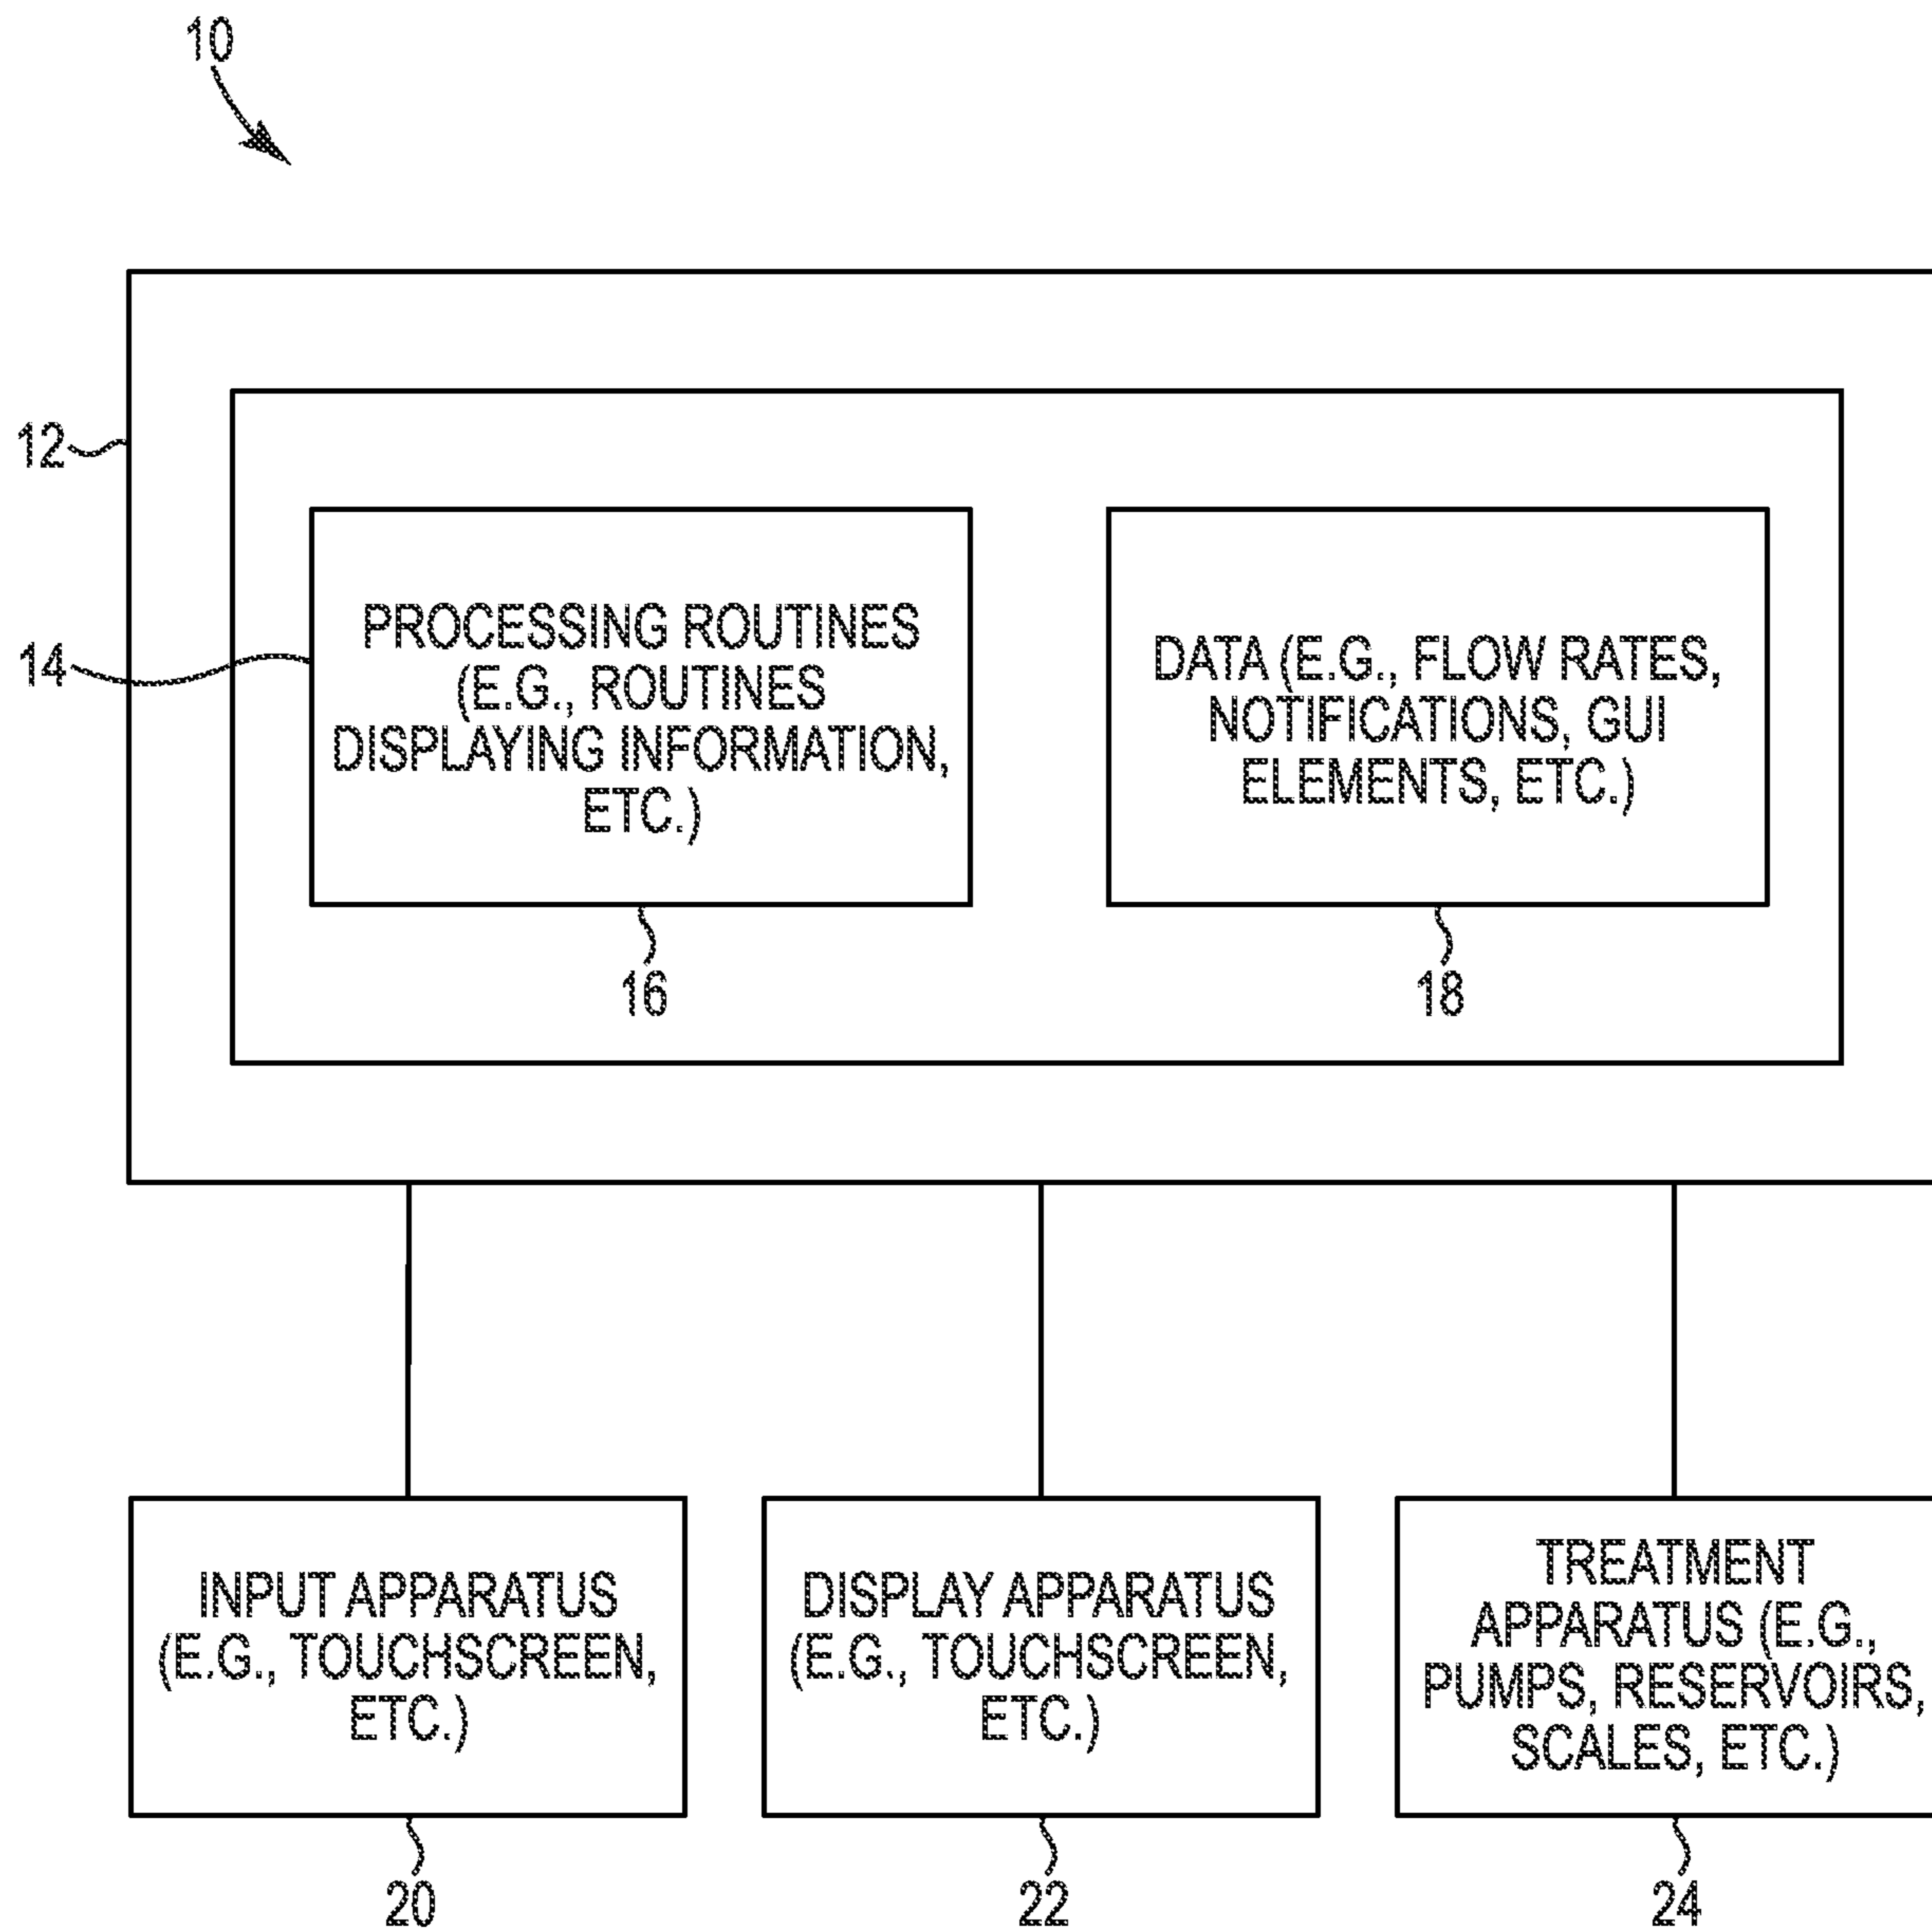 10
12
14
PROCESSING ROUTINES
(E.G., ROUTINES
DISPLAYING INFORMATION,
ETC.)
16
DATA (E.G., FLOW RATES,
NOTIFICATIONS, GUI
ELEMENTS, ETC.)
18
INPUT APPARATUS
(E.G., TOUCHSCREEN,
ETC.)
20
DISPLAY APPARATUS
(E.G., TOUCHSCREEN,
ETC.)
22
TREATMENT
APPARATUS (E.G.,
PUMPS, RESERVOIRS,
SCALES, ETC.)
24